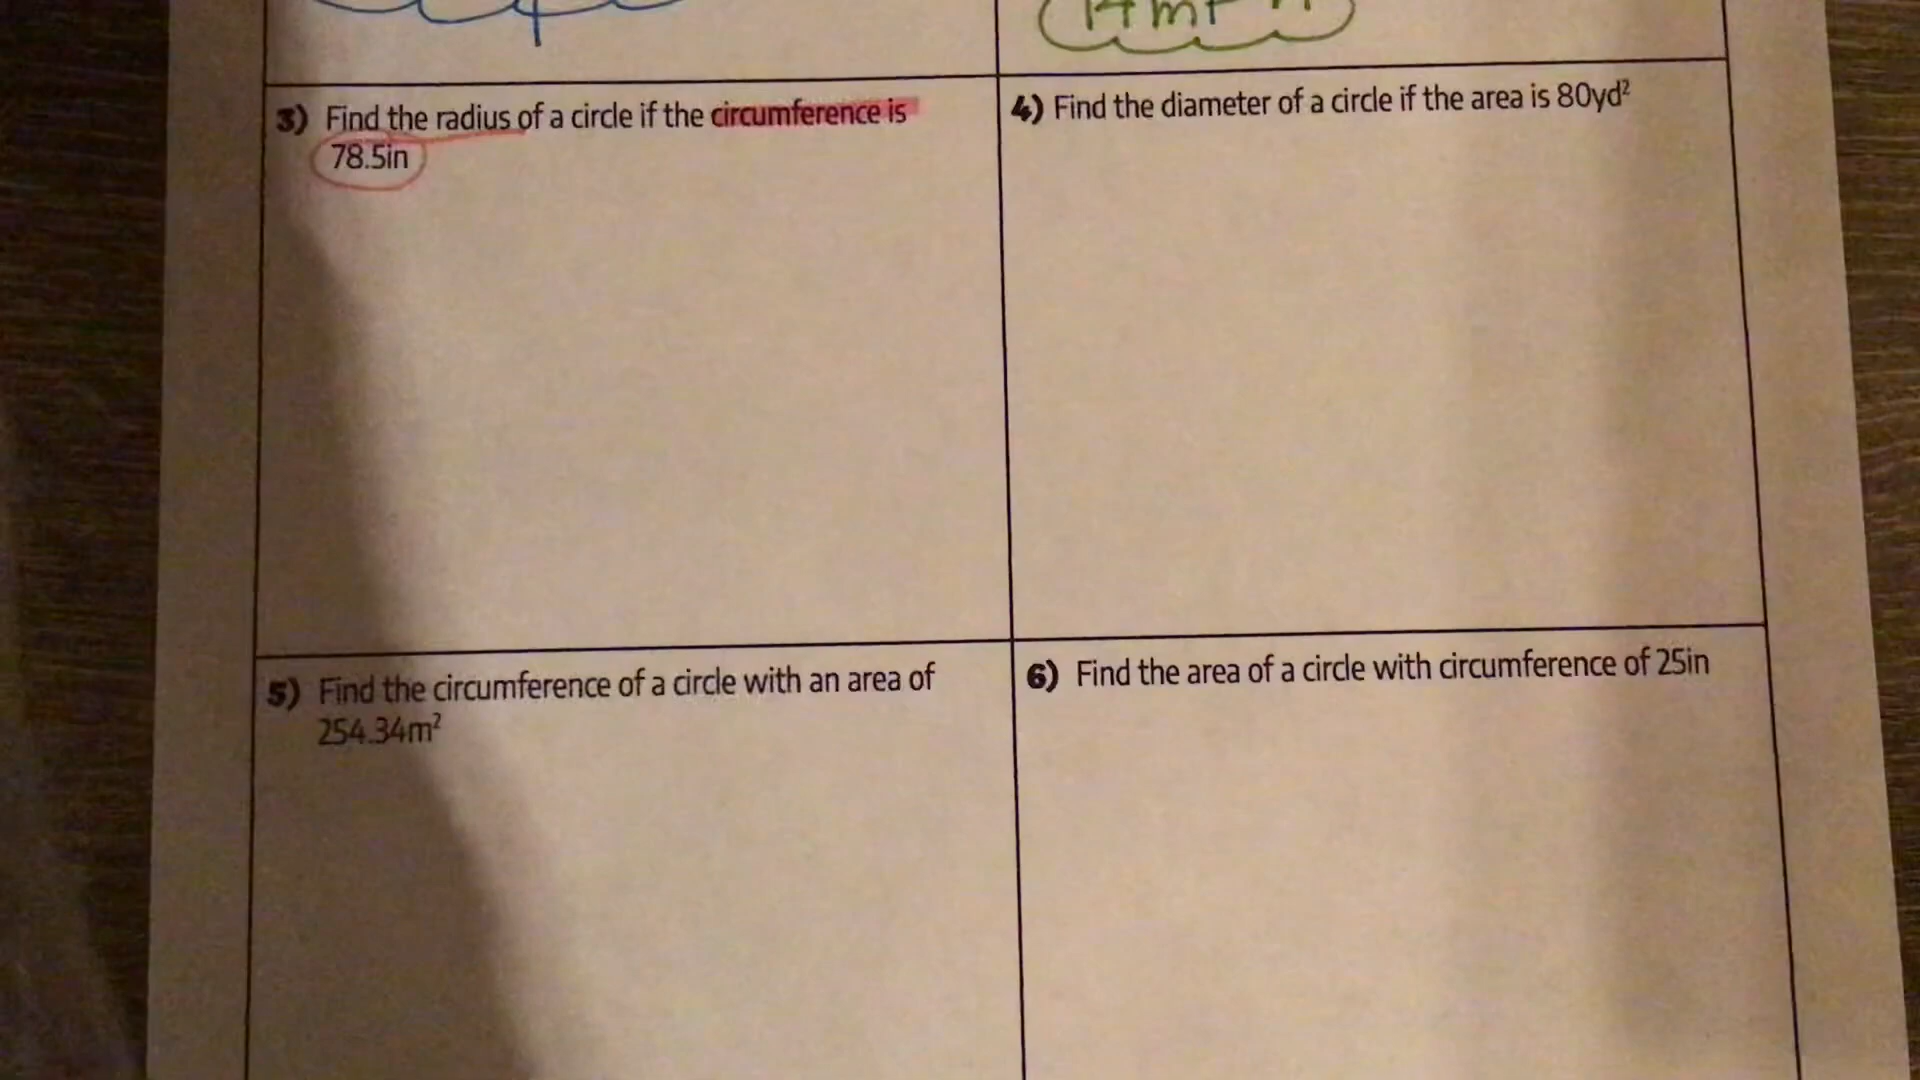 3) Find the radius of a circle if the circumference is
78.5in
4) Find the diameter of a circle if the area is 80yd²
5) Find the circumference of a circle with an area of
254.34m²
6) Find the area of a circle with circumference of 25in